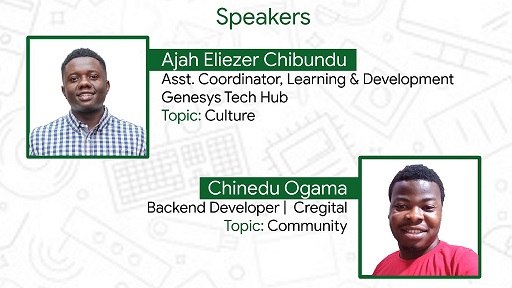 Speakers
Ajah Eliezer Chibundu
Asst. Coordinator, Learning & Development
Genesys Tech Hub
Topic: Culture
Chinedu Ogama
Backend Developer | Cregital
Topic: Community